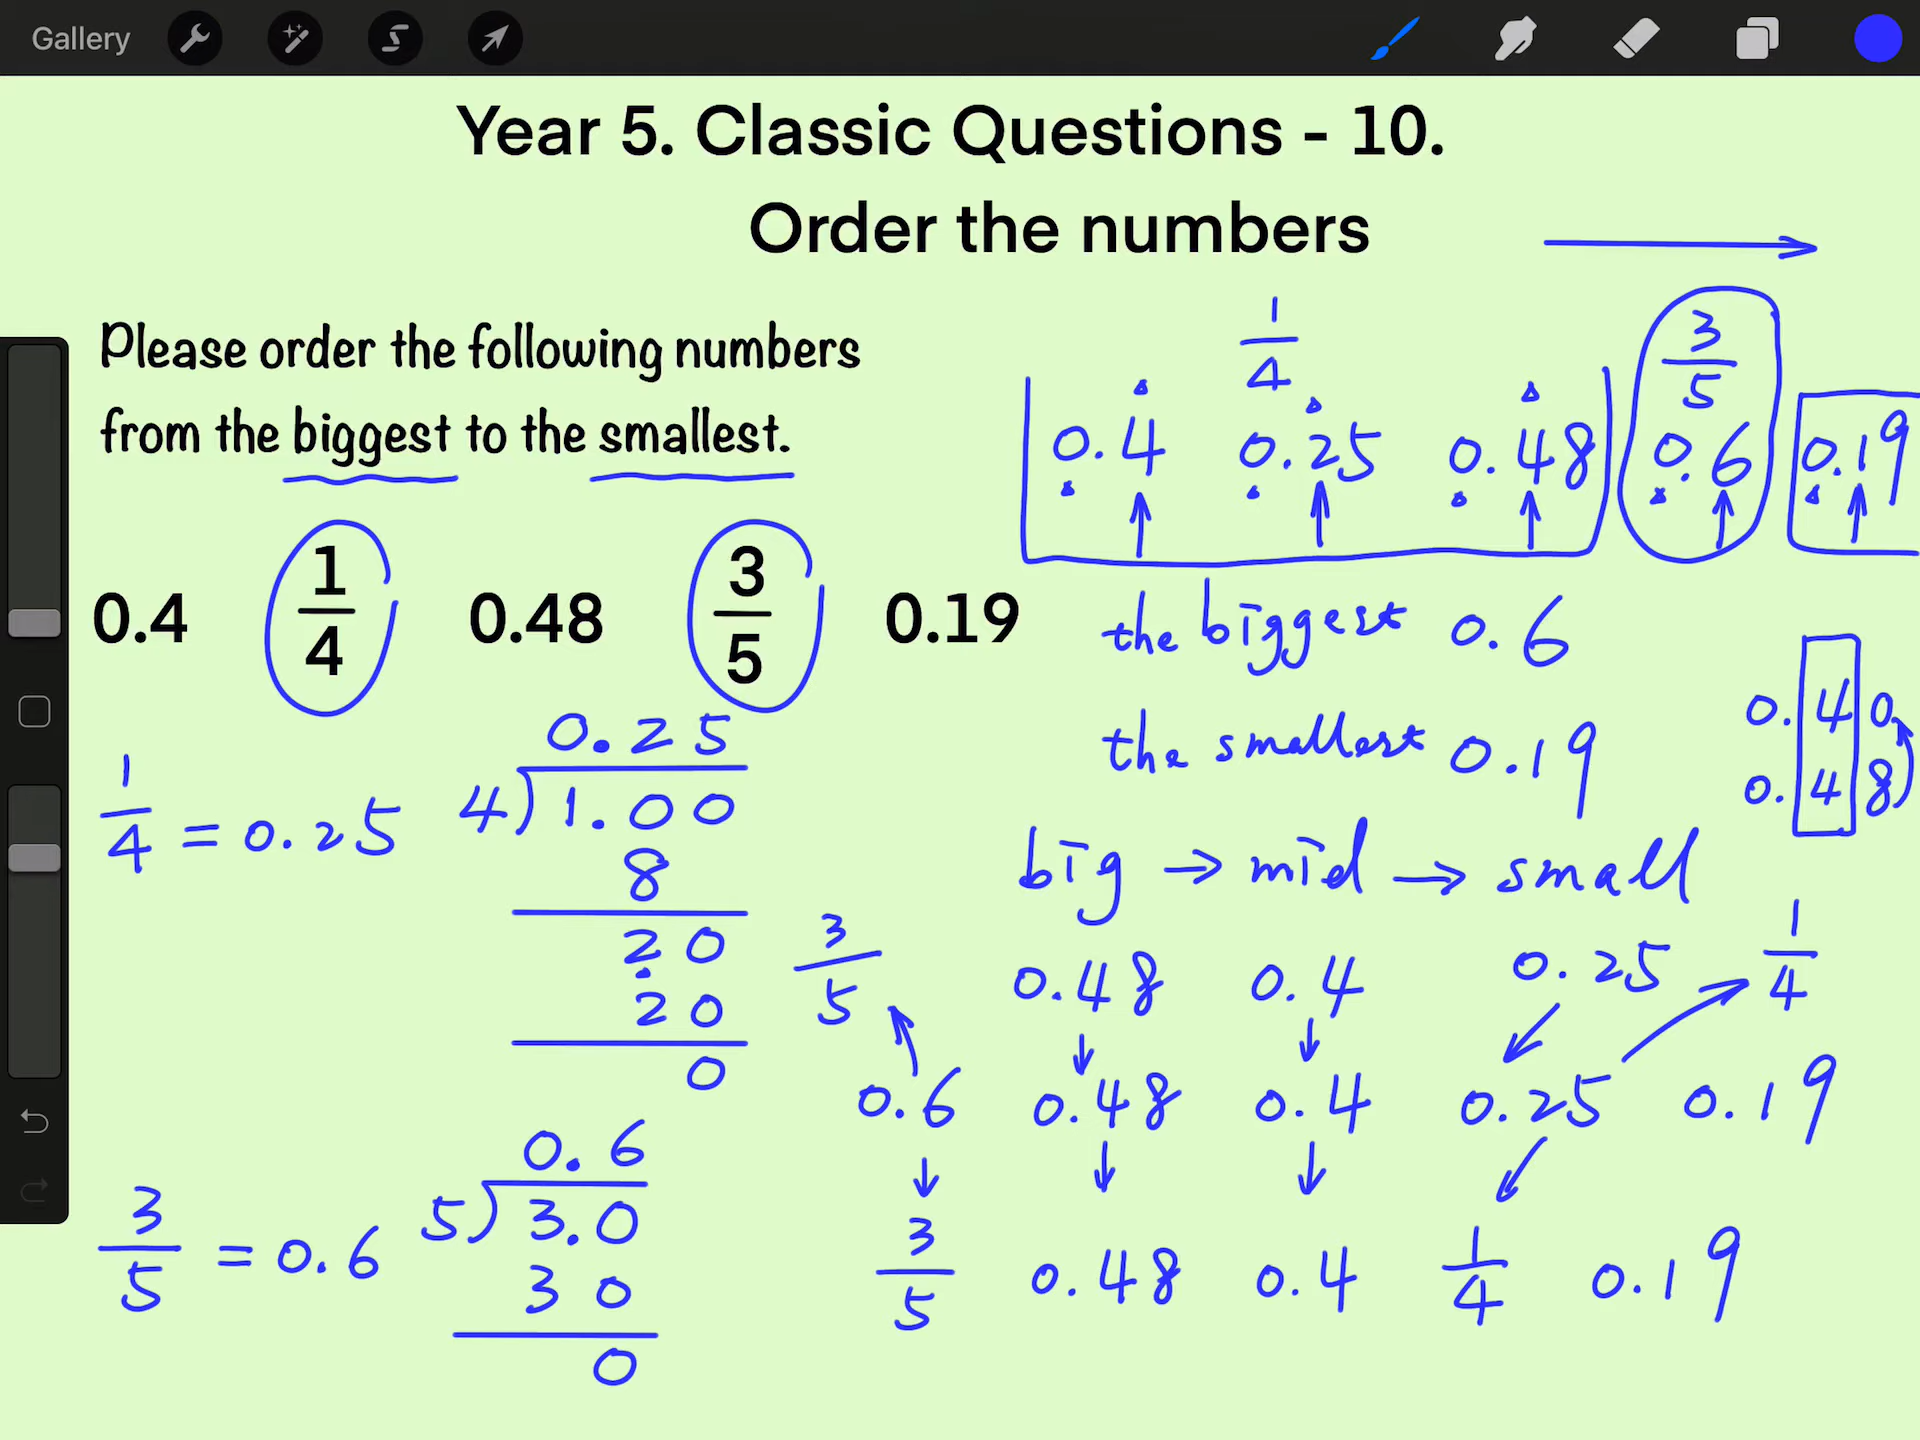 Gallery
Year 5. Classic Questions - 10.
Order the numbers
Please order the following numbers
from the biggest to the smallest.
0.4 1/4 0.48 3/5 0.19
1/4 3/5
0.4 0.25 0.48 0.6 0.19
the biggest 0.6
the smallest 0.19
0.40
0.48
1/4 = 0.25
0.25
4) 1.00
8
20
20
0
3/5 = 0.6
0.6
5) 3.0
30
0
big → mid → small
0.48 0.4 0.25 1/4
3/5
0.6 0.48 0.4 0.25 0.19
3/5 0.48 0.4 1/4 0.19